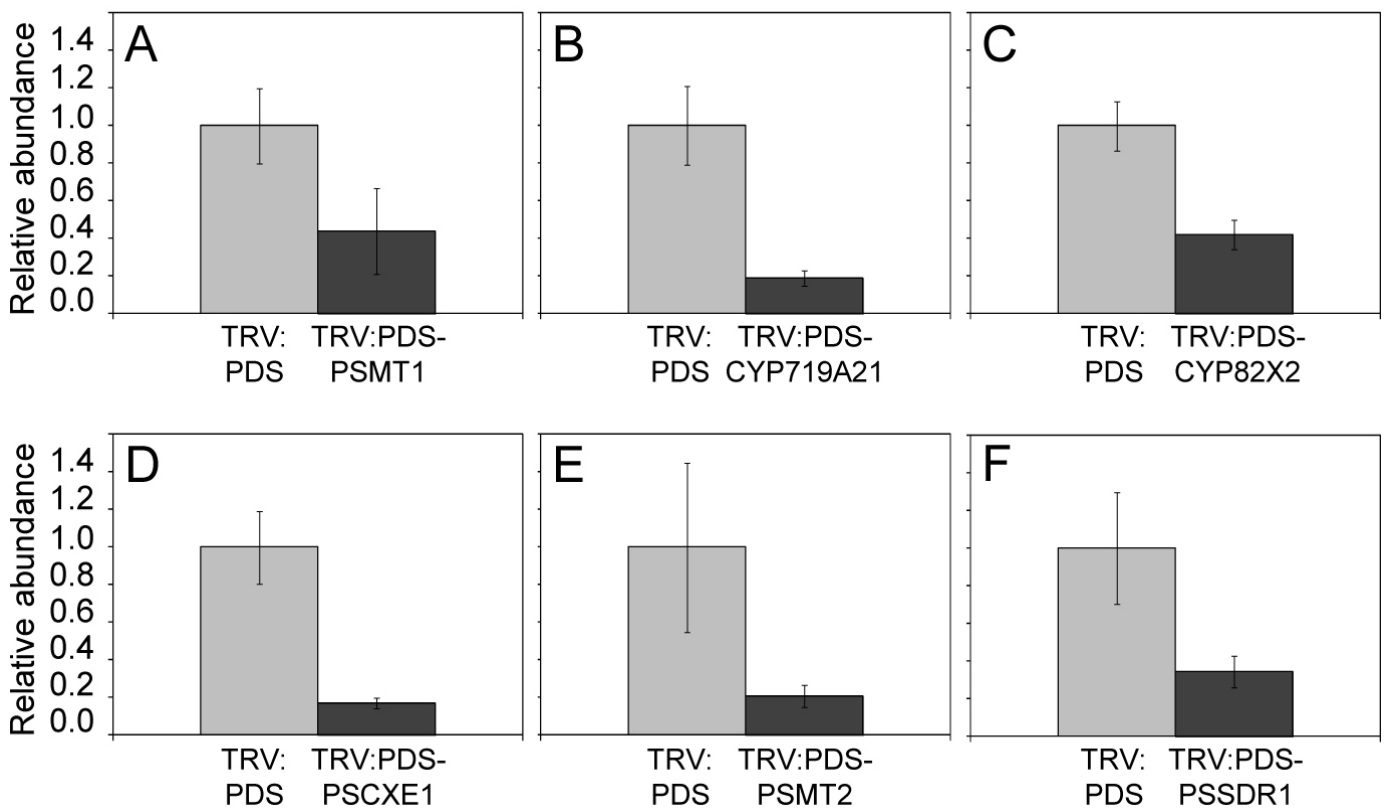 Relative abundance
1.4
1.2
1.0
0.8
0.6
0.4
0.2
0.0
A
TRV: TRV:PDS-
PDS PSMT1
B
TRV: TRV:PDS-
PDS CYP719A21
C
TRV: TRV:PDS-
PDS CYP82X2
Relative abundance
1.4
1.2
1.0
0.8
0.6
0.4
0.2
0.0
D
TRV: TRV:PDS-
PDS PSCXE1
E
TRV: TRV:PDS-
PDS PSMT2
F
TRV: TRV:PDS-
PDS PSSDR1